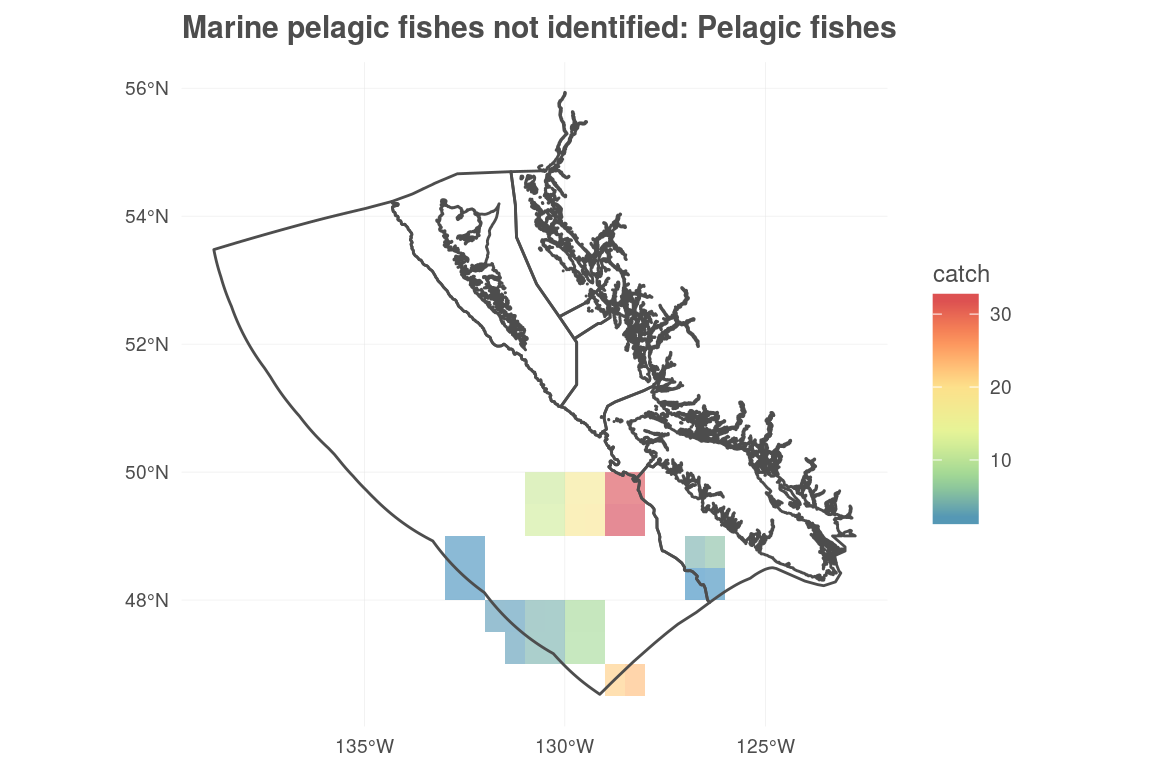 Marine pelagic fishes not identified: Pelagic fishes
56°N
54°N
52°N
50°N
48°N
135°W
130°W
125°W
catch
30
20
10